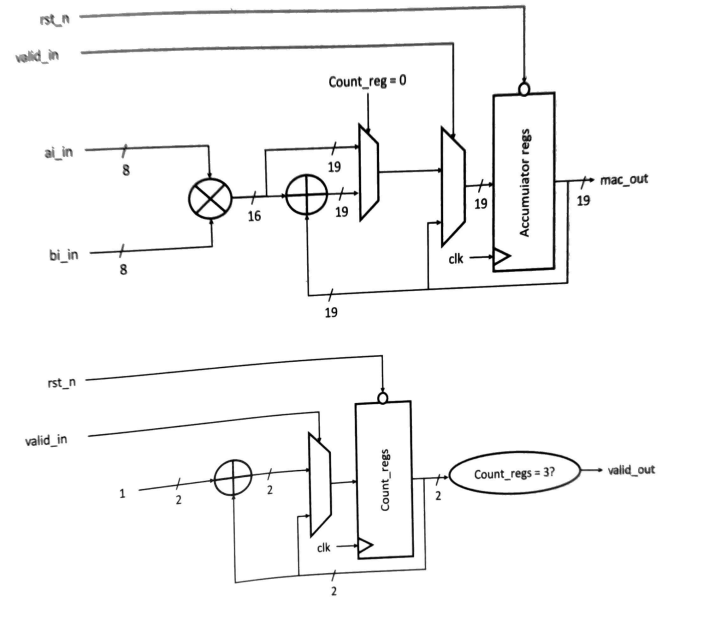 rst_n
valid_in
Count_reg = 0
ai_in
8
19
16
19
19
19
mac_out
Accumulator regs
bi_in
8
clk
19
rst_n
valid_in
1
2
2
Count_regs
2
Count_regs = 3?
valid_out
clk
2